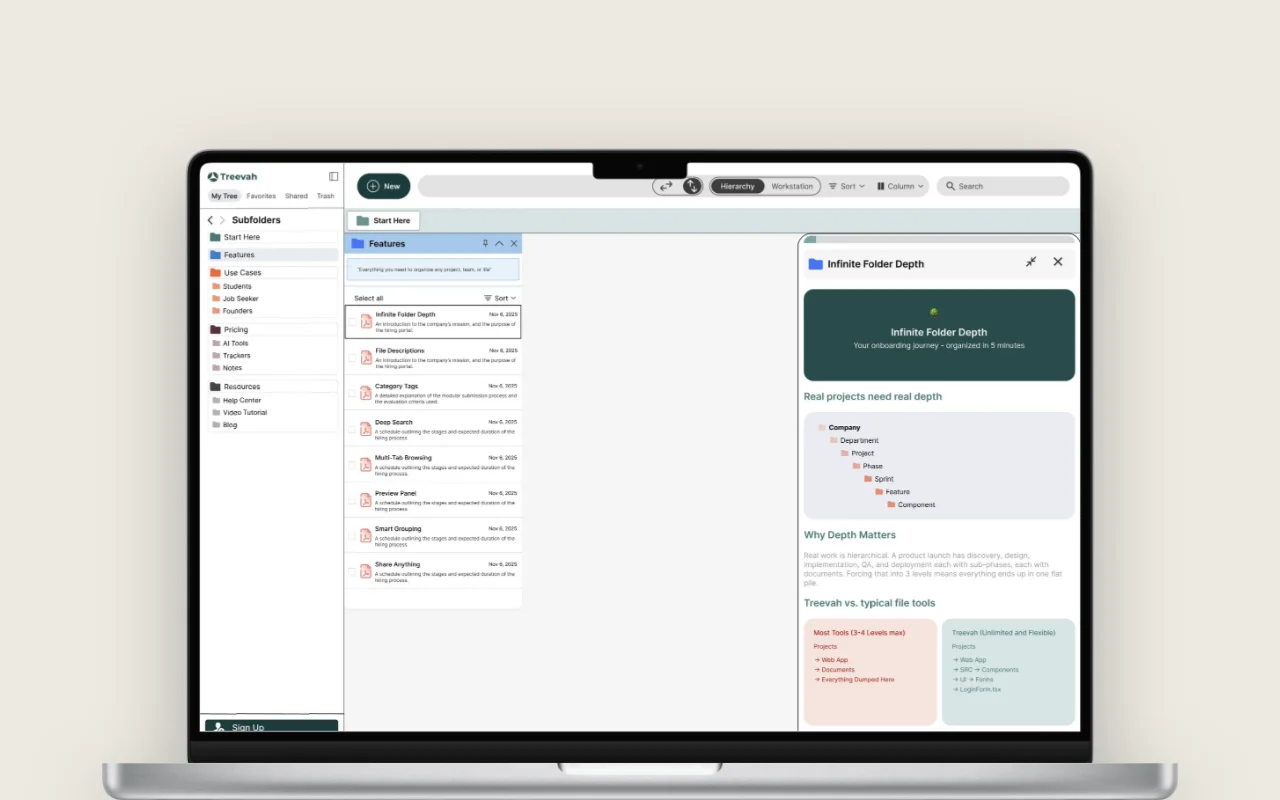 Treevah
My Tree Favorites Shared Trash
Subfolders
Start Here
Features
Use Cases
Students
Job Seeker
Founders
Pricing
AI Tools
Trackers
Notes
Resources
Help Center
Video Tutorial
Blog
Sign Up
New
Hierarchy Workstation Sort Column Search
Start Here
Features
"Everything you need to organize any project, team, or life"
Select all Sort
Infinite Folder Depth Nov 6, 2025
An introduction to the company's mission, and the purpose of
the hiring portal.
File Descriptions Nov 6, 2025
An introduction to the company's mission, and the purpose of
the hiring portal.
Category Tags Nov 6, 2025
A detailed explanation of the modular submission process and
the evaluation criteria used.
Deep Search Nov 6, 2025
A schedule outlining the stages and expected duration of the
hiring process.
Multi-Tab Browsing Nov 6, 2025
A schedule outlining the stages and expected duration of the
hiring process.
Preview Panel Nov 6, 2025
A schedule outlining the stages and expected duration of the
hiring process.
Smart Grouping Nov 6, 2025
A schedule outlining the stages and expected duration of the
hiring process.
Share Anything Nov 6, 2025
A schedule outlining the stages and expected duration of the
hiring process.
Infinite Folder Depth
Infinite Folder Depth
Your onboarding journey - organized in 5 minutes
Real projects need real depth
Company
Department
Project
Phase
Sprint
Feature
Component
Why Depth Matters
Real work is hierarchical. A product launch has discovery, design,
implementation, QA, and deployment each with sub-phases, each with
documents. Forcing that into 3 levels means everything ends up in one flat
pile.
Treevah vs. typical file tools
Most Tools (3-4 Levels max)
Projects
→ Web App
→ Documents
→ Everything Dumped Here
Treevah (Unlimited and Flexible)
Projects
→ Web-App
→ SRC → Components
→ UI → Forms
→ LoginForm.tsx